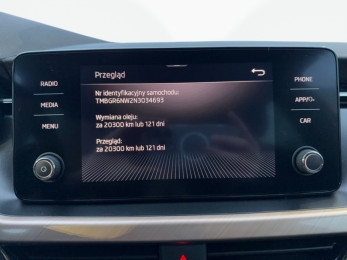 Przegląd
RADIO
MEDIA
MENU
Nr identyfikacyjny samochodu:
TMBGR6NW2N3034693
Wymiana oleju:
za 20300 km lub 121 dni
Przegląd:
za 20300 km lub 121 dni
PHONE
APP/
CAR